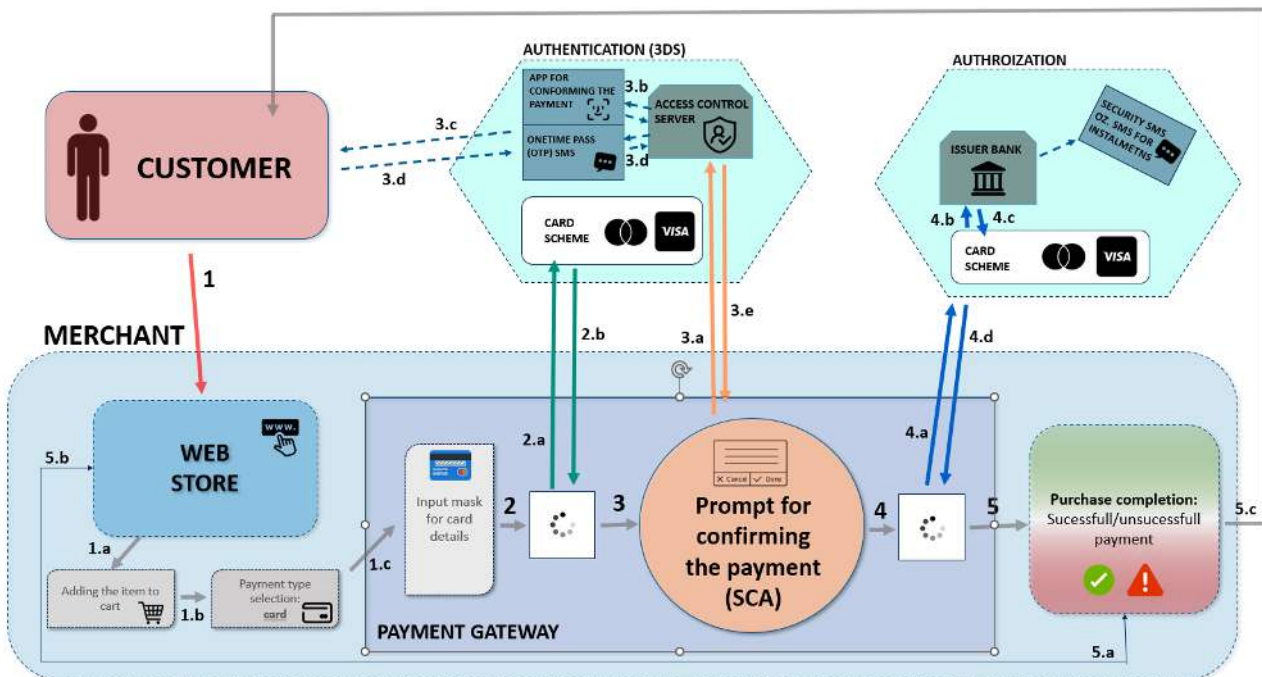 AUTHENTICATION (3DS)
APP FOR
CONFORMING THE
PAYMENT
3.b
ACCESS CONTROL
SERVER
ONETIME PASS
(OTP) SMS
3.d
3.c
3.d
CUSTOMER
CARD
SCHEME
VISA
AUTHROIZATION
SECURITY SMS
OZ. SMS FOR
INSTALMETNS
ISSUER BANK
4.b
4.c
CARD
SCHEME
VISA
1
2.b
3.a
3.e
4.d
MERCHANT
WEB
STORE
WWW.
5.b
1.a
Adding the item to
cart
1.b
Payment type
selection:
card
1.c
Input mask
for card
details
2
2.a
3
Cancel
Done
Prompt for
confirming
the payment
(SCA)
4
4.a
5
PAYMENT GATEWAY
Purchase completion:
Sucessfull/unsucessfull
payment
5.c
5.a